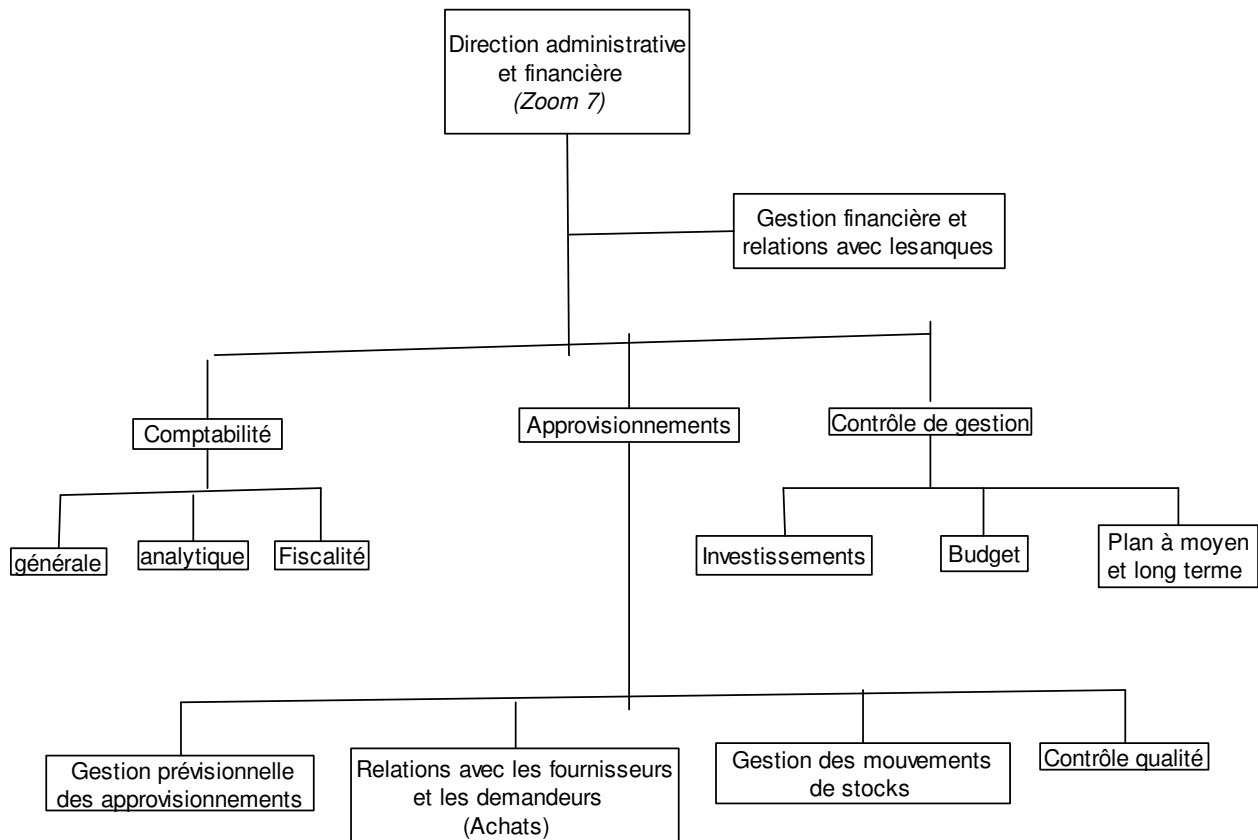 Direction administrative
et financière
(Zoom 7)
Gestion financière et
relations avec lesanques
Comptabilité
Approvisionnements
Contrôle de gestion
générale
analytique
Fiscalité
Investissements
Budget
Plan à moyen
et long terme
Gestion prévisionnelle
des approvisionnements
Relations avec les fournisseurs
et les demandeurs
(Achats)
Gestion des mouvements
de stocks
Contrôle qualité